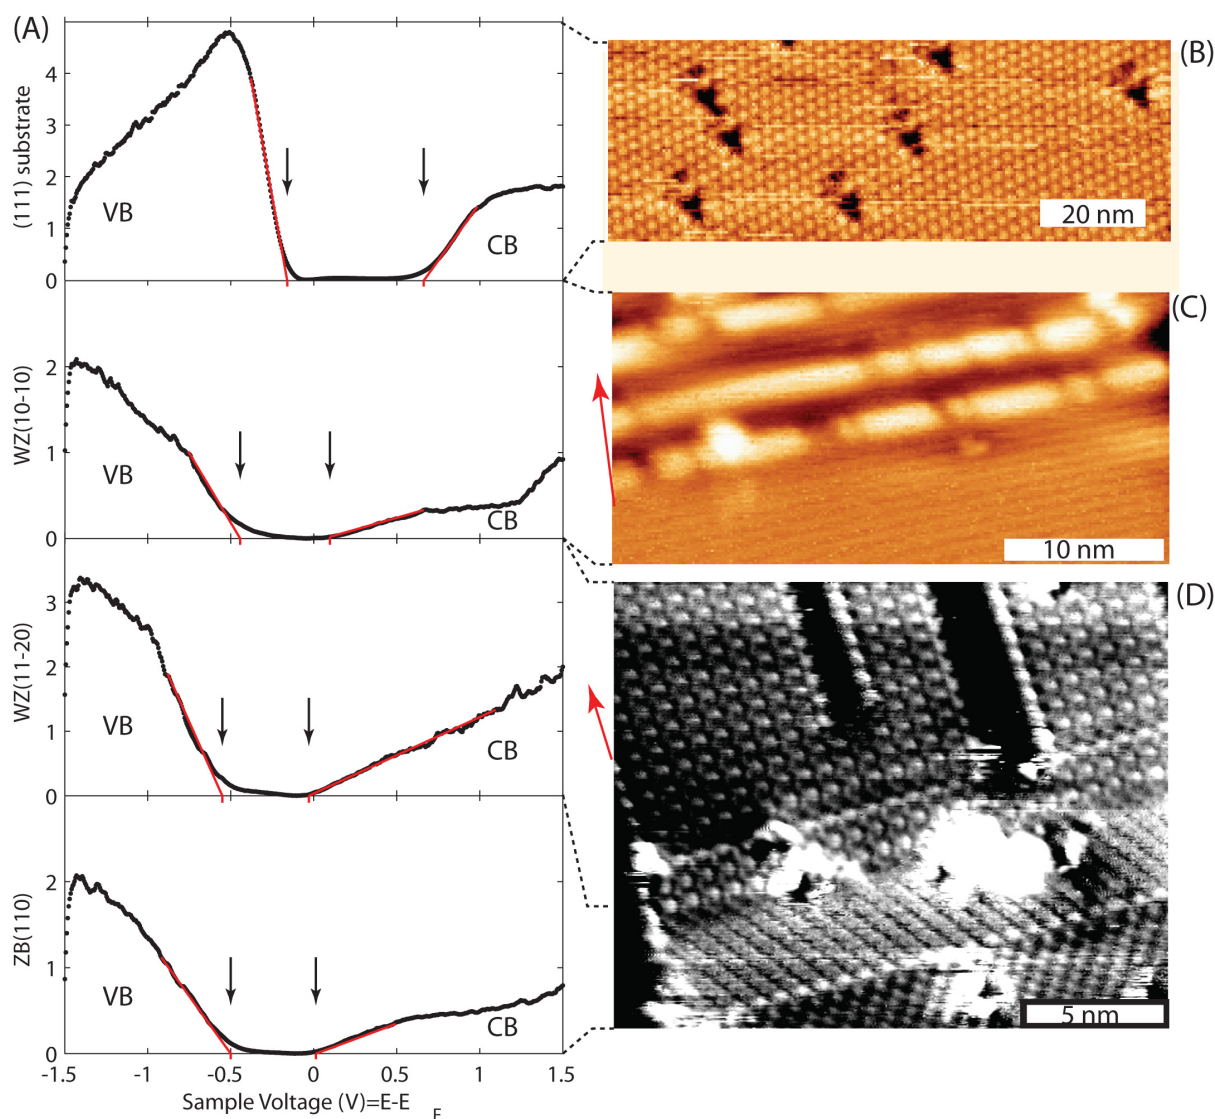 (A)
(111) substrate
4
3
2
1
0
VB
CB
WZ(10-10)
2
1
0
VB
CB
WZ(11-20)
3
2
1
0
VB
CB
ZB(110)
2
1
0
VB
CB
-1.5 -1 -0.5 0 0.5 1 1.5
Sample Voltage (V)=E-E
F
(B)
20 nm
(C)
10 nm
(D)
5 nm